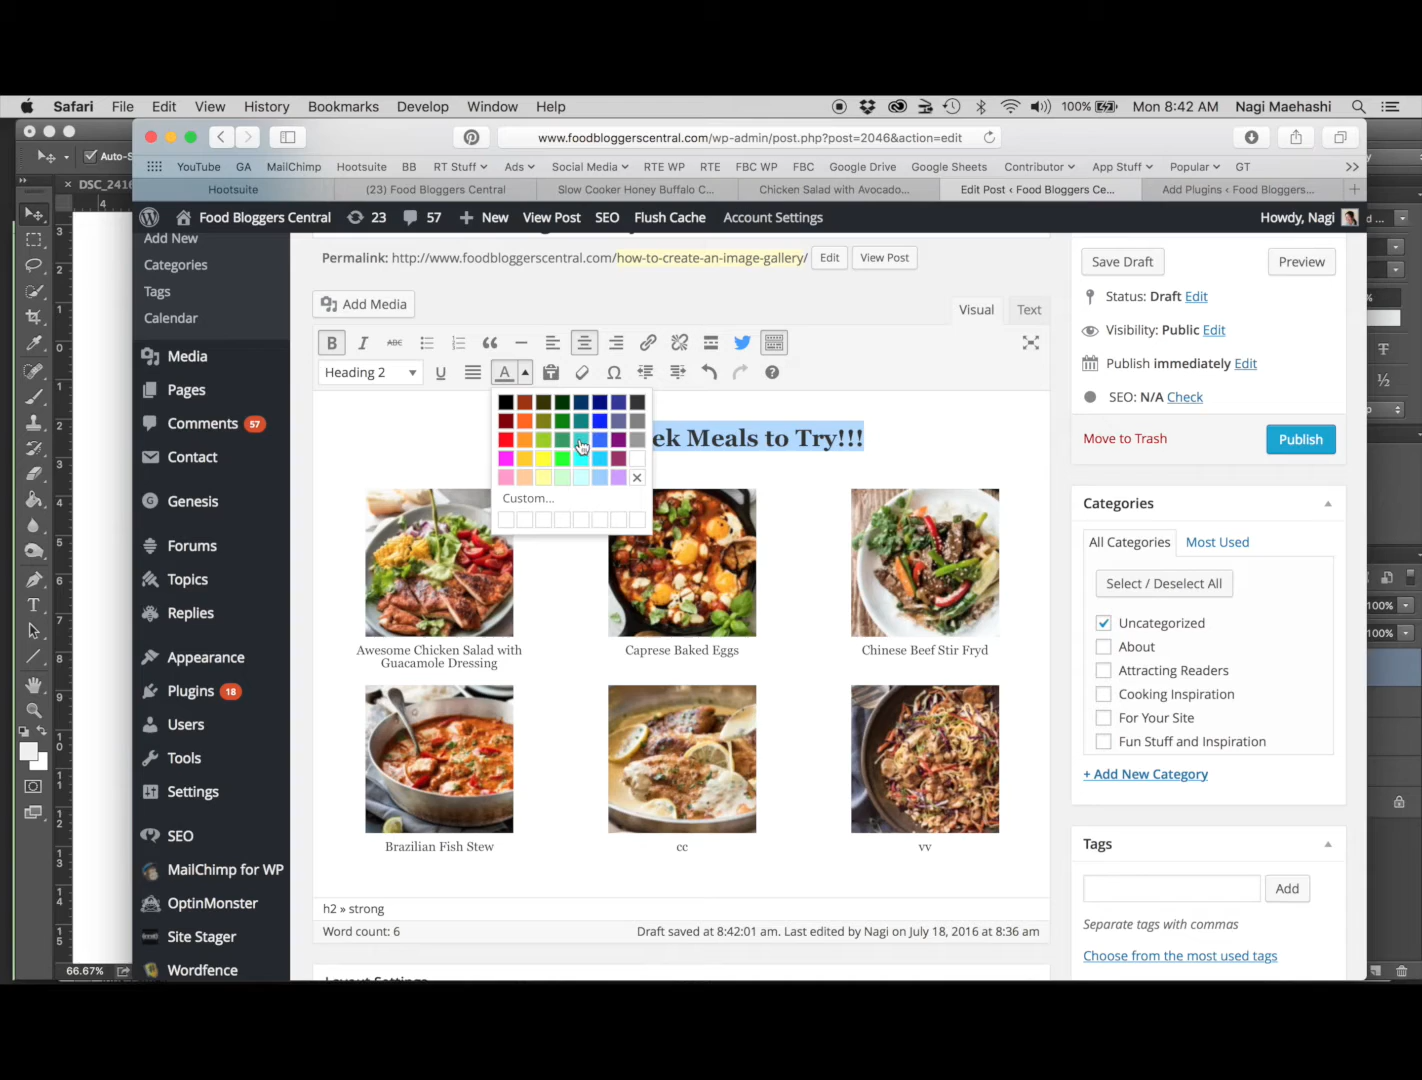 Safari File Edit View History Bookmarks Develop Window Help 100% Mon 8:42 AM Nagi Maehashi
www.foodbloggerscentral.com/wp-admin/post.php?post=2046&action=edit
YouTube GA MailChimp Hootsuite BB RT Stuff Ads Social Media RTE WP RTE FBC WP FBC Google Drive Google Sheets Contributor App Stuff Popular GT
Hootsuite (23) Food Bloggers Central Slow Cooker Honey Buffalo C... Chicken Salad with Avocado... Edit Post ‹ Food Bloggers Ce... Add Plugins ‹ Food Bloggers...
Food Bloggers Central 23 57 New View Post SEO Flush Cache Account Settings Howdy, Nagi
Add New
Categories
Tags
Calendar
Media
Pages
Comments 57
Contact
Genesis
Forums
Topics
Replies
Appearance
Plugins 18
Users
Tools
Settings
SEO
MailChimp for WP
OptinMonster
Site Stager
Wordfence
Permalink: http://www.foodbloggerscentral.com/how-to-create-an-image-gallery/ Edit View Post
Add Media
Visual Text
B I ABC
Heading 2 U A
Custom...
ek Meals to Try!!!
Awesome Chicken Salad with
Guacamole Dressing
Caprese Baked Eggs
Chinese Beef Stir Fryd
Brazilian Fish Stew
cc
vv
h2 » strong
Word count: 6
Draft saved at 8:42:01 am. Last edited by Nagi on July 18, 2016 at 8:36 am
Save Draft Preview
Status: Draft Edit
Visibility: Public Edit
Publish immediately Edit
SEO: N/A Check
Move to Trash Publish
Categories
All Categories Most Used
Select / Deselect All
Uncategorized
About
Attracting Readers
Cooking Inspiration
For Your Site
Fun Stuff and Inspiration
+ Add New Category
Tags
Add
Separate tags with commas
Choose from the most used tags
Auto-S
DSC_2416
66.67%
100%
100%